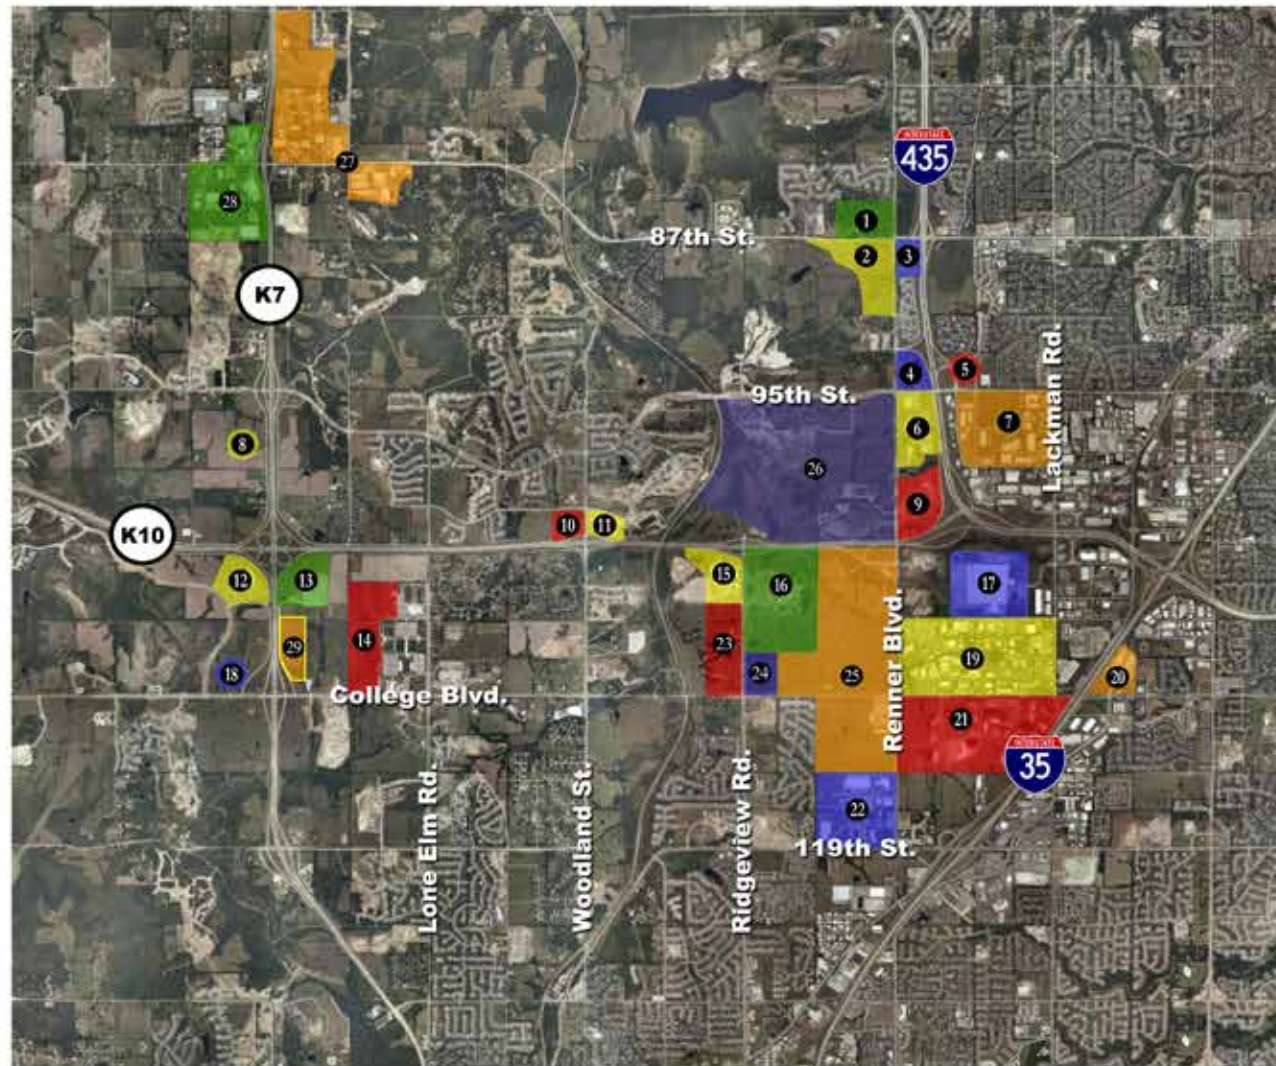 27
INTERSTATE
435
28
1
87th St.
2
3
K7
4
5
95th St.
Lackman Rd.
8
6
7
26
9
K10
10
11
12
13
15
16
17
14
29
18
23
24
25
Renner Blvd.
19
20
College Blvd.
21
INTERSTATE
35
Lone Elm Rd.
Woodland St.
Ridgeview Rd.
22
119th St.